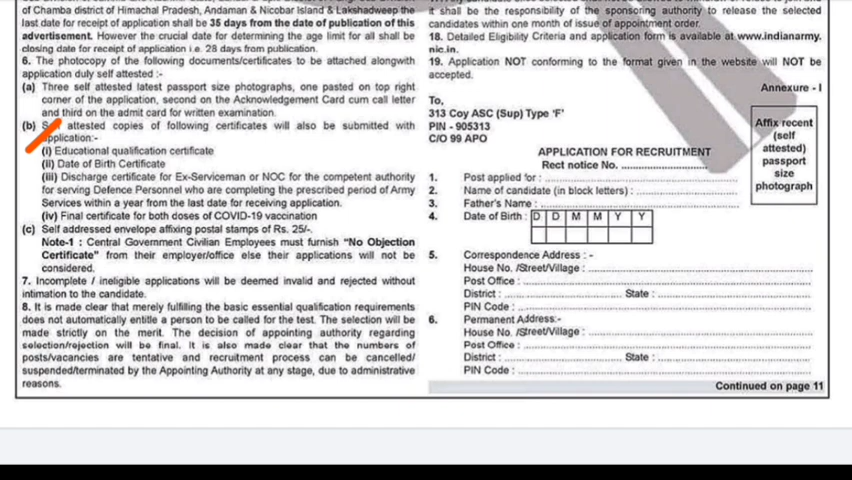 of Chamba district of Himachal Pradesh, Andaman & Nicobar Island & Lakshadweep the
last date for receipt of application shall be 35 days from the date of publication of this
advertisement. However the crucial date for determining the age limit for all shall be
closing date for receipt of application i.e. 28 days from publication.
6. The photocopy of the following documents/certificates to be attached alongwith
application duly self attested :-
(a) Three self attested latest passport size photographs, one pasted on top right
corner of the application, second on the Acknowledgement Card cum call letter
and third on the admit card for written examination.
(b) attested copies of following certificates will also be submitted with
application:-
(i) Educational qualification certificate
(ii) Date of Birth Certificate
(iii) Discharge certificate for Ex-Serviceman or NOC for the competent authority
for serving Defence Personnel who are completing the prescribed period of Army
Services within a year from the last date for receiving application.
(iv) Final certificate for both doses of COVID-19 vaccination
(c) Self addressed envelope affixing postal stamps of Rs. 25/-.
Note-1 : Central Government Civilian Employees must furnish "No Objection
Certificate" from their employer/office else their applications will not be
considered.
7. Incomplete / ineligible applications will be deemed invalid and rejected without
intimation to the candidate.
8. It is made clear that merely fulfilling the basic essential qualification requirements
does not automatically entitle a person to be called for the test. The selection will be
made strictly on the merit. The decision of appointing authority regarding
selection/rejection will be final. It is also made clear that the numbers of
posts/vacancies are tentative and recruitment process can be cancelled/
suspended/terminated by the Appointing Authority at any stage, due to administrative
reasons.
it shall be the responsibility of the sponsoring authority to release the selected
candidates within one month of issue of appointment order.
18. Detailed Eligibility Criteria and application form is available at www.indianarmy.
nic.in.
19. Application NOT conforming to the format given in the website will NOT be
accepted.
Annexure - I
To,
313 Coy ASC (Sup) Type 'F'
PIN - 905313
C/O 99 APO
Affix recent
(self
attested)
passport
size
photograph
APPLICATION FOR RECRUITMENT
Rect notice No. ........................
1. Post applied for : ........................
2. Name of candidate (in block letters) : ........................
3. Father's Name : ........................
4. Date of Birth : D D M M Y Y
5. Correspondence Address : -
House No. /Street/Village : ........................
Post Office : ........................
District : ........................ State : ........................
PIN Code : ........................
6. Permanent Address:-
House No. /Street/Village : ........................
Post Office : ........................
District : ........................ State : ........................
PIN Code : ........................
Continued on page 11